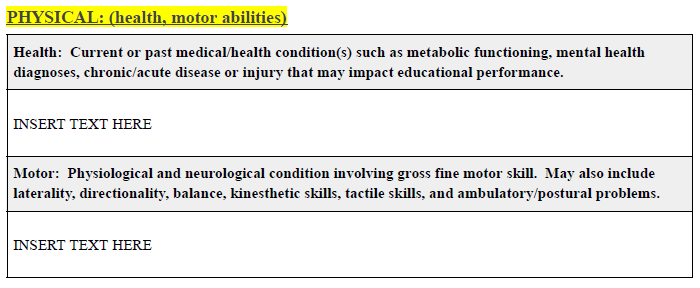 PHYSICAL: (health, motor abilities)
Health:  Current or past medical/health condition(s) such as metabolic functioning, mental health
diagnoses, chronic/acute disease or injury that may impact educational performance.
INSERT TEXT HERE
Motor:  Physiological and neurological condition involving gross fine motor skill.  May also include
laterality, directionality, balance, kinesthetic skills, tactile skills, and ambulatory/postural problems.
INSERT TEXT HERE